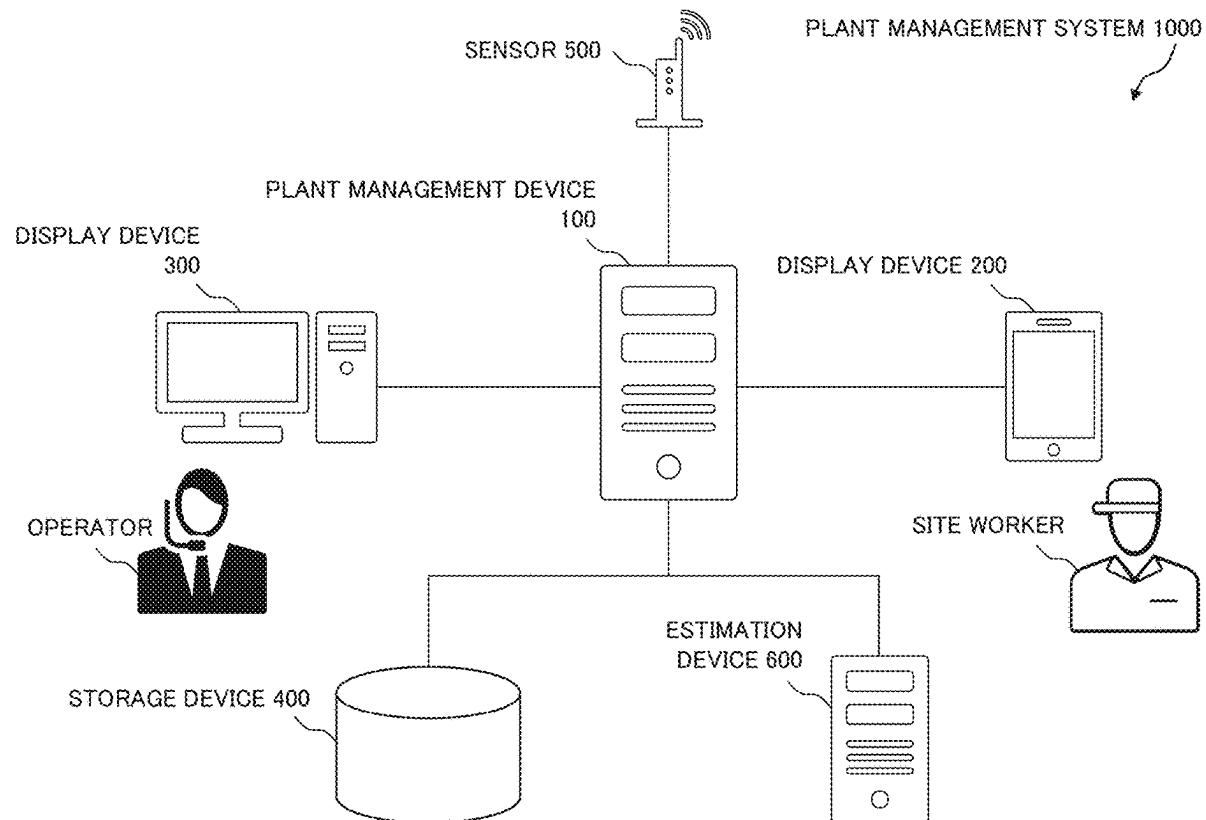 PLANT MANAGEMENT SYSTEM 1000
SENSOR 500
PLANT MANAGEMENT DEVICE
100
DISPLAY DEVICE
300
DISPLAY DEVICE 200
OPERATOR
SITE WORKER
ESTIMATION
DEVICE 600
STORAGE DEVICE 400